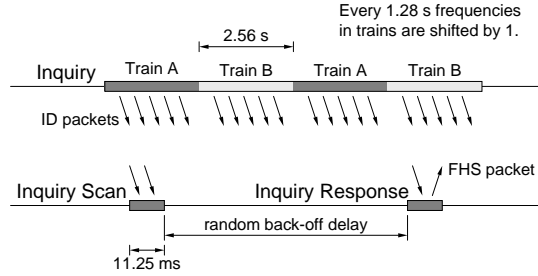 Every 1.28 s frequencies
in trains are shifted by 1.
2.56 s
Inquiry
Train A
Train B
Train A
Train B
ID packets
FHS packet
Inquiry Scan
Inquiry Response
random back-off delay
11.25 ms